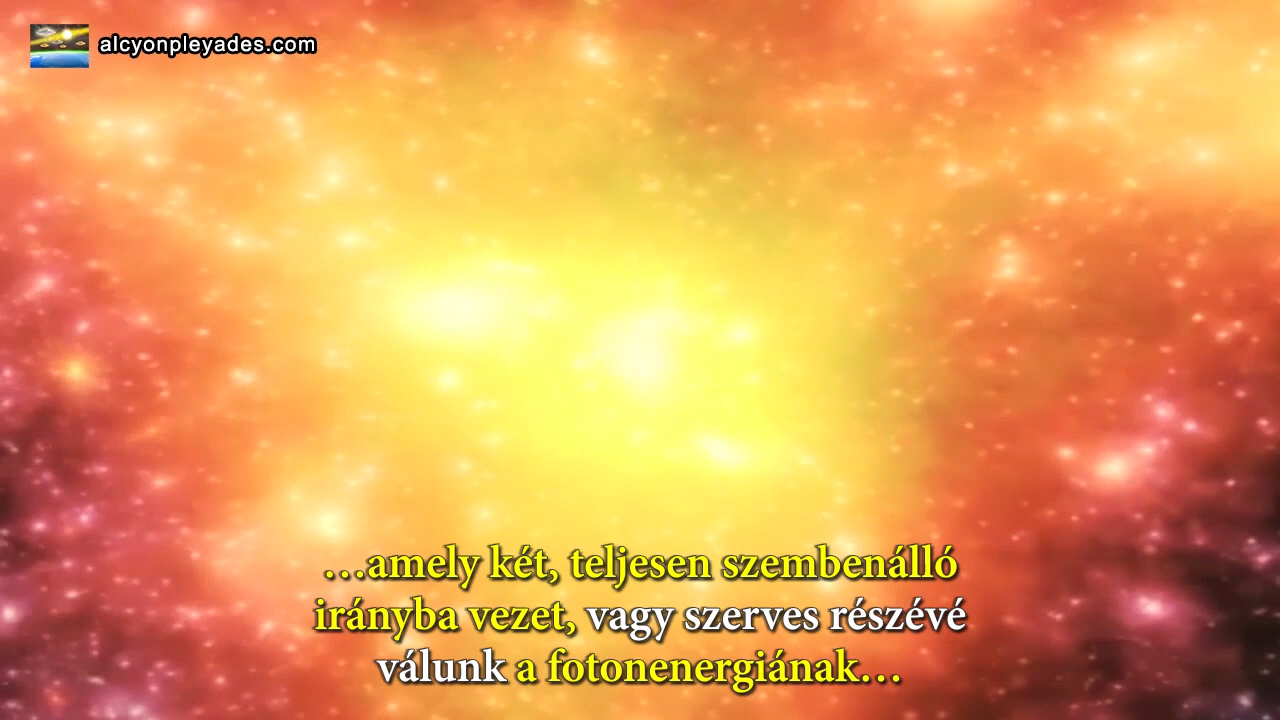 alcyonpleyades.com
…amely két, teljesen szembenálló
irányba vezet, vagy szerves részévé
válunk a fotonenergiának…